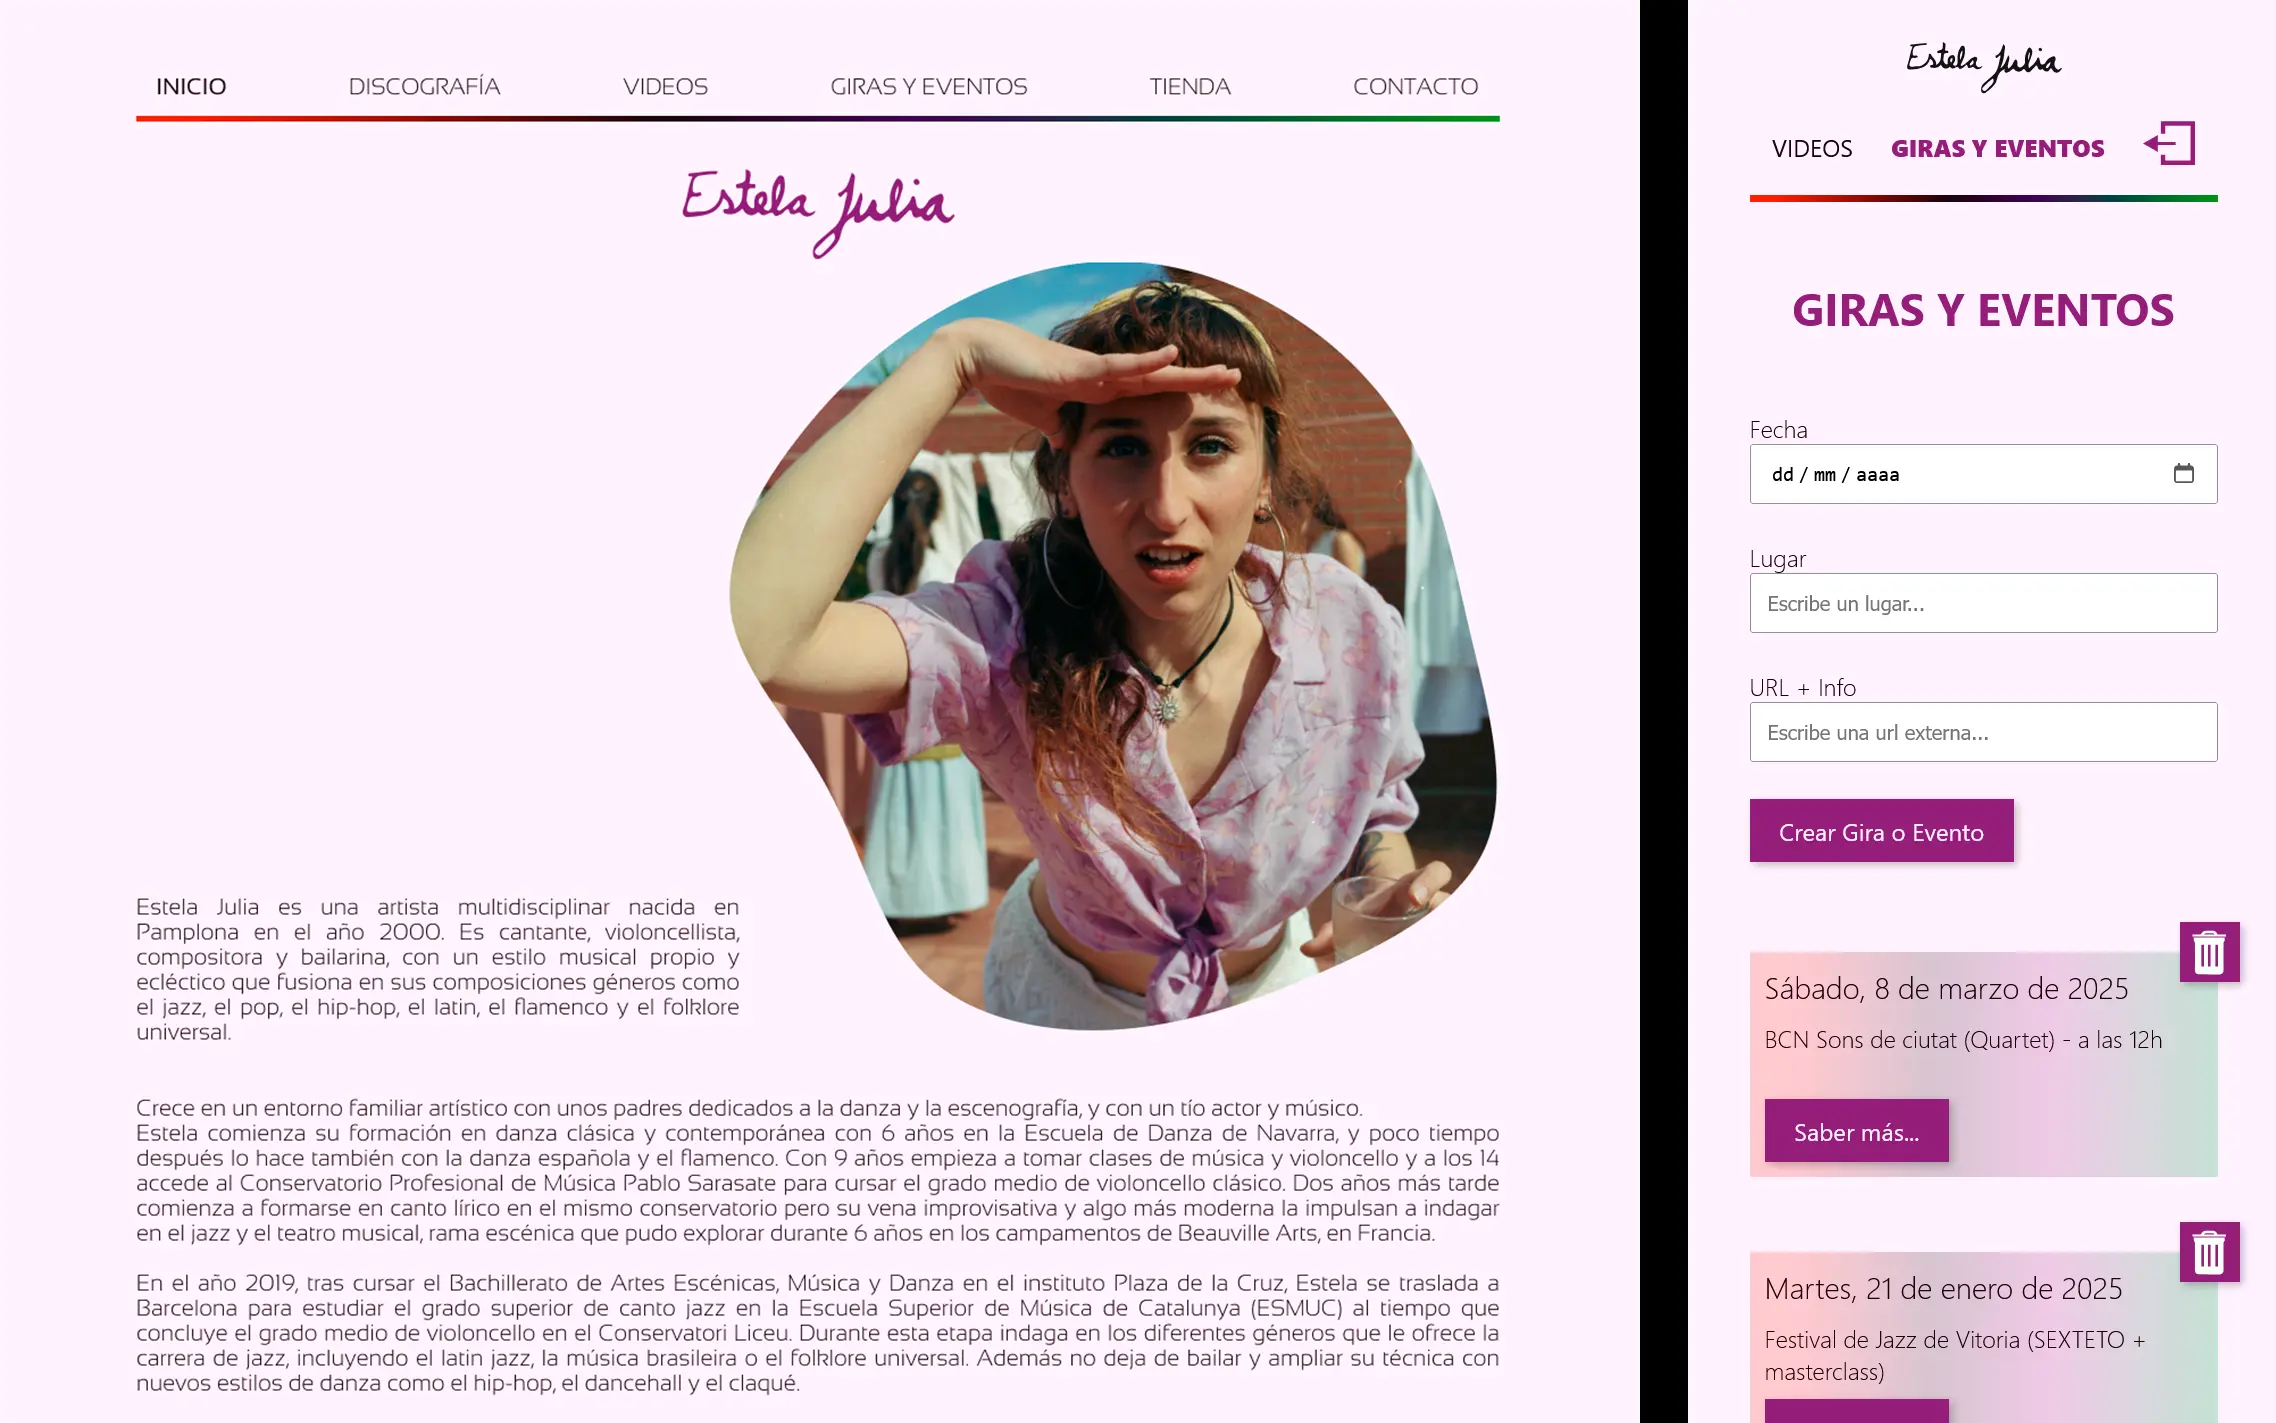 INICIO
DISCOGRAFÍA
VIDEOS
GIRAS Y EVENTOS
TIENDA
CONTACTO
Estela Julia
Estela Julia es una artista multidisciplinar nacida en
Pamplona en el año 2000. Es cantante, violoncellista,
compositora y bailarina, con un estilo musical propio y
ecléctico que fusiona en sus composiciones géneros como
el jazz, el pop, el hip-hop, el latin, el flamenco y el folklore
universal.
Crece en un entorno familiar artístico con unos padres dedicados a la danza y la escenografía, y con un tío actor y músico.
Estela comienza su formación en danza clásica y contemporánea con 6 años en la Escuela de Danza de Navarra, y poco tiempo
después lo hace también con la danza española y el flamenco. Con 9 años empieza a tomar clases de música y violoncello y a los 14
accede al Conservatorio Profesional de Música Pablo Sarasate para cursar el grado medio de violoncello clásico. Dos años más tarde
comienza a formarse en canto lírico en el mismo conservatorio pero su vena improvisativa y algo más moderna la impulsan a indagar
en el jazz y el teatro musical, rama escénica que pudo explorar durante 6 años en los campamentos de Beauville Arts, en Francia.
En el año 2019, tras cursar el Bachillerato de Artes Escénicas, Música y Danza en el instituto Plaza de la Cruz, Estela se traslada a
Barcelona para estudiar el grado superior de canto jazz en la Escuela Superior de Música de Catalunya (ESMUC) al tiempo que
concluye el grado medio de violoncello en el Conservatori Liceu. Durante esta etapa indaga en los diferentes géneros que le ofrece la
carrera de jazz, incluyendo el latin jazz, la música brasileira o el folklore universal. Además no deja de bailar y ampliar su técnica con
nuevos estilos de danza como el hip-hop, el dancehall y el claqué.
Estela Julia
VIDEOS
GIRAS Y EVENTOS
GIRAS Y EVENTOS
Fecha
dd / mm / aaaa
Lugar
Escribe un lugar...
URL + Info
Escribe una url externa...
Crear Gira o Evento
Sábado, 8 de marzo de 2025
BCN Sons de ciutat (Quartet) - a las 12h
Saber más...
Martes, 21 de enero de 2025
Festival de Jazz de Vitoria (SEXTETO +
masterclass)